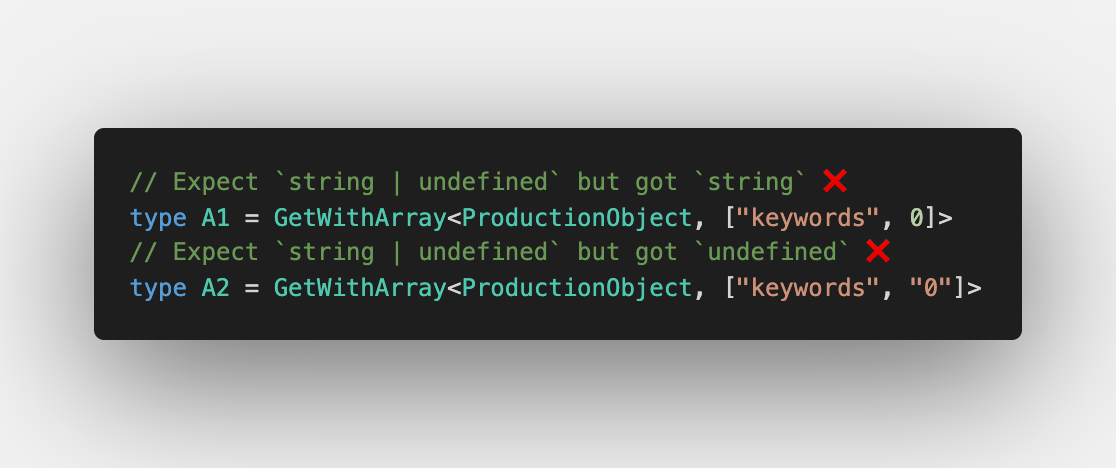 // Expect `string | undefined` but got `string` ❌
type A1 = GetWithArray<ProductionObject, ["keywords", 0]>
// Expect `string | undefined` but got `undefined` ❌
type A2 = GetWithArray<ProductionObject, ["keywords", "0"]>